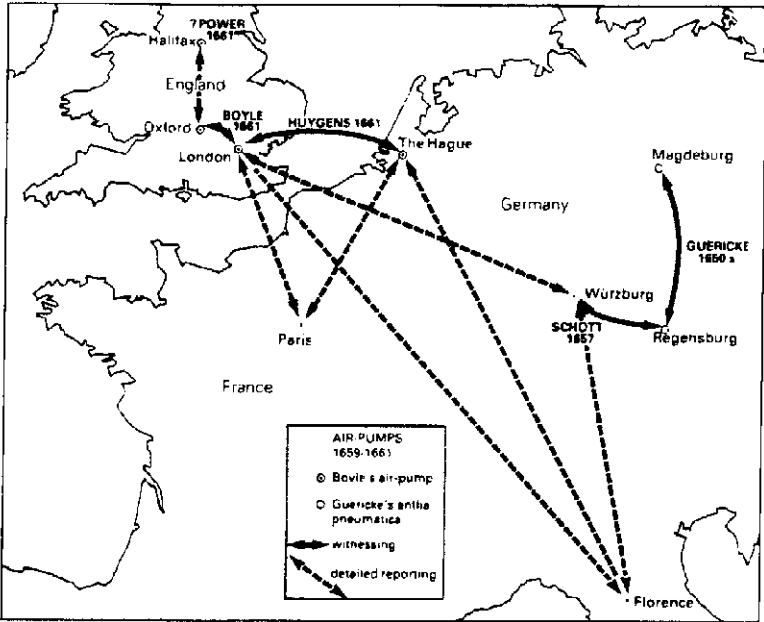 ?POWER
1661
Halifax
England
BOYLE
1661
HUYGENS 1661
Oxford
London
The Hague
Magdeburg
Germany
GUERICKE
1650s
Würzburg
SCHOTT
1657
Regensburg
Paris
France
AIR-PUMPS
1659-1661
Boyle's air-pump
Guericke's antlia
pneumatica
witnessing
detailed reporting
Florence